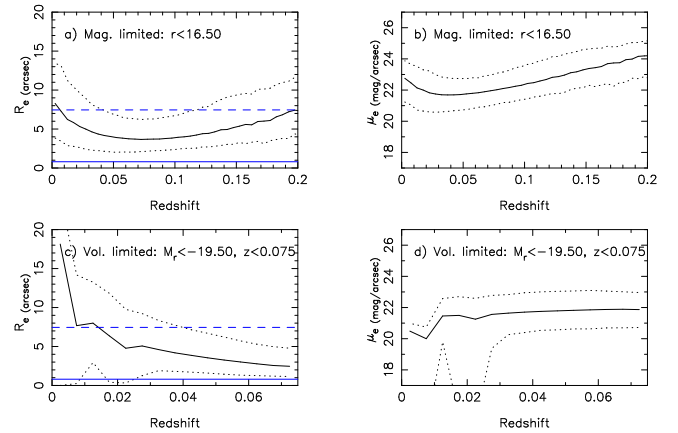 a) Mag. limited: r<16.50
R_e (arcsec)
0 5 10 15 20
0 0.05 0.1 0.15 0.2
Redshift
b) Mag. limited: r<16.50
μ_e (mag/arcsec)
18 20 22 24 26
0 0.05 0.1 0.15 0.2
Redshift
c) Vol. limited: M_r<−19.50, z<0.075
R_e (arcsec)
0 5 10 15 20
0 0.02 0.04 0.06
Redshift
d) Vol. limited: M_r<−19.50, z<0.075
μ_e (mag/arcsec)
18 20 22 24 26
0 0.02 0.04 0.06
Redshift